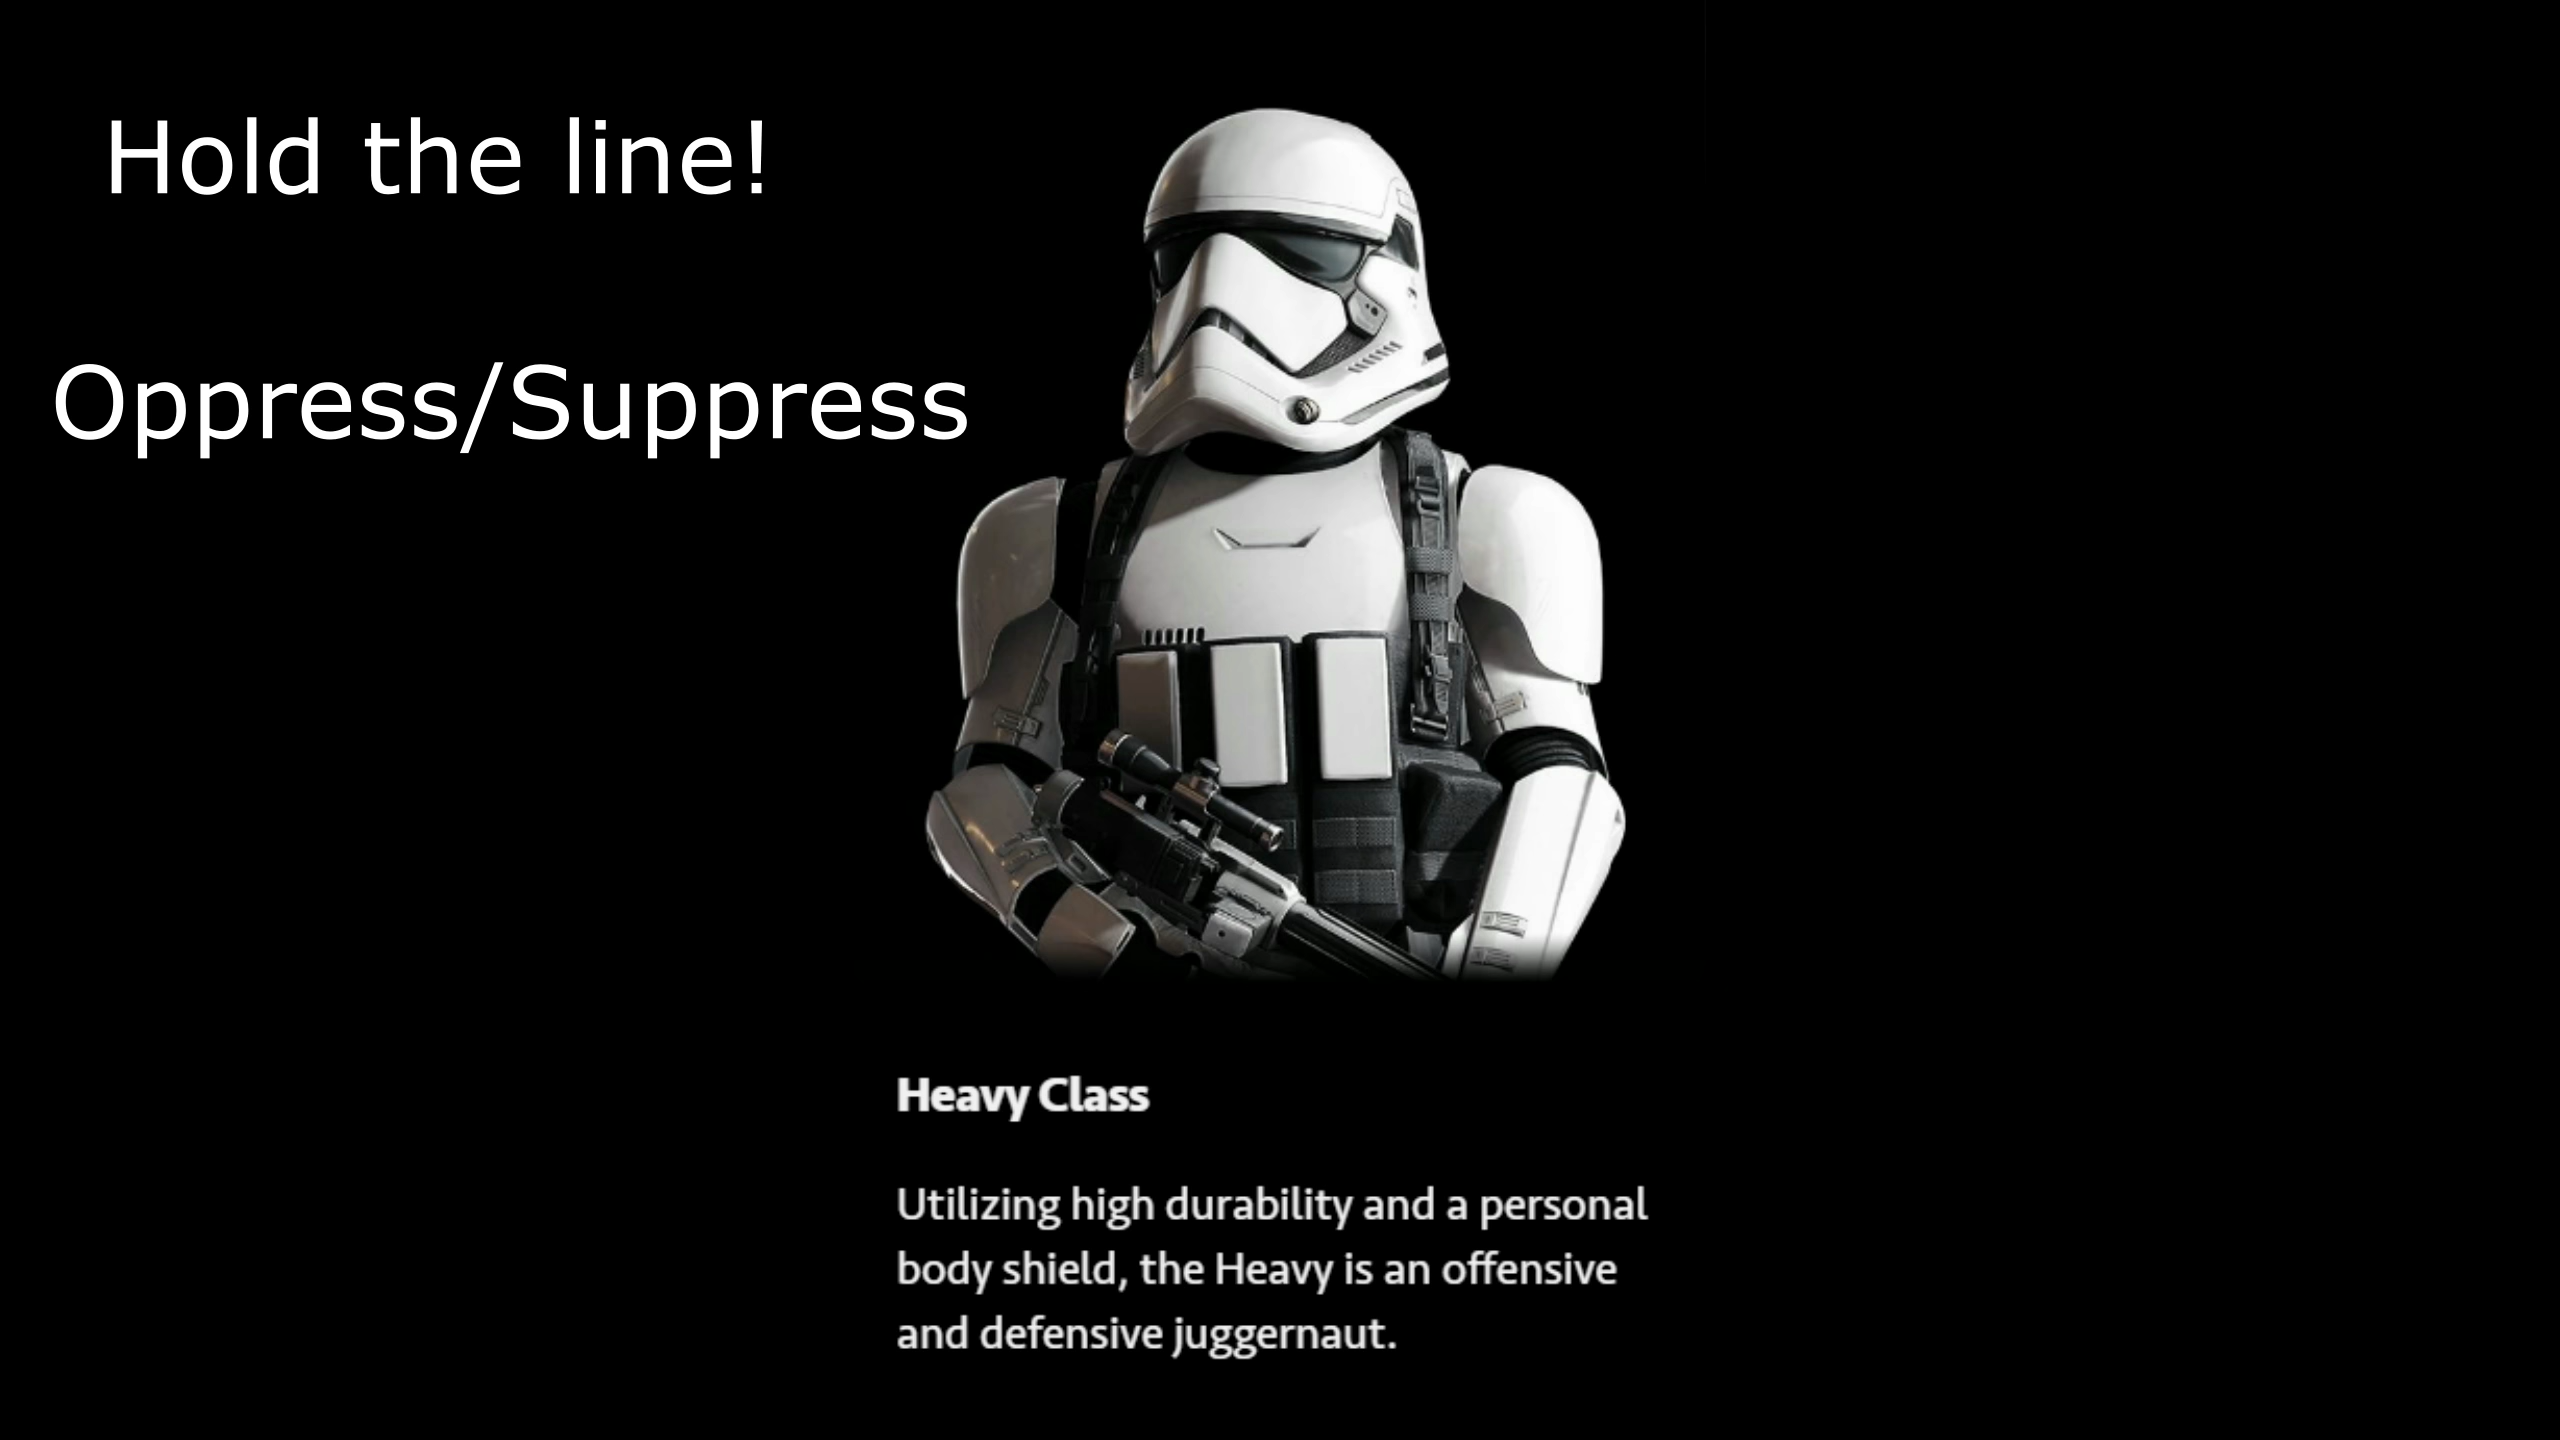 Hold the line!
Oppress/Suppress
Heavy Class
Utilizing high durability and a personal
body shield, the Heavy is an offensive
and defensive juggernaut.